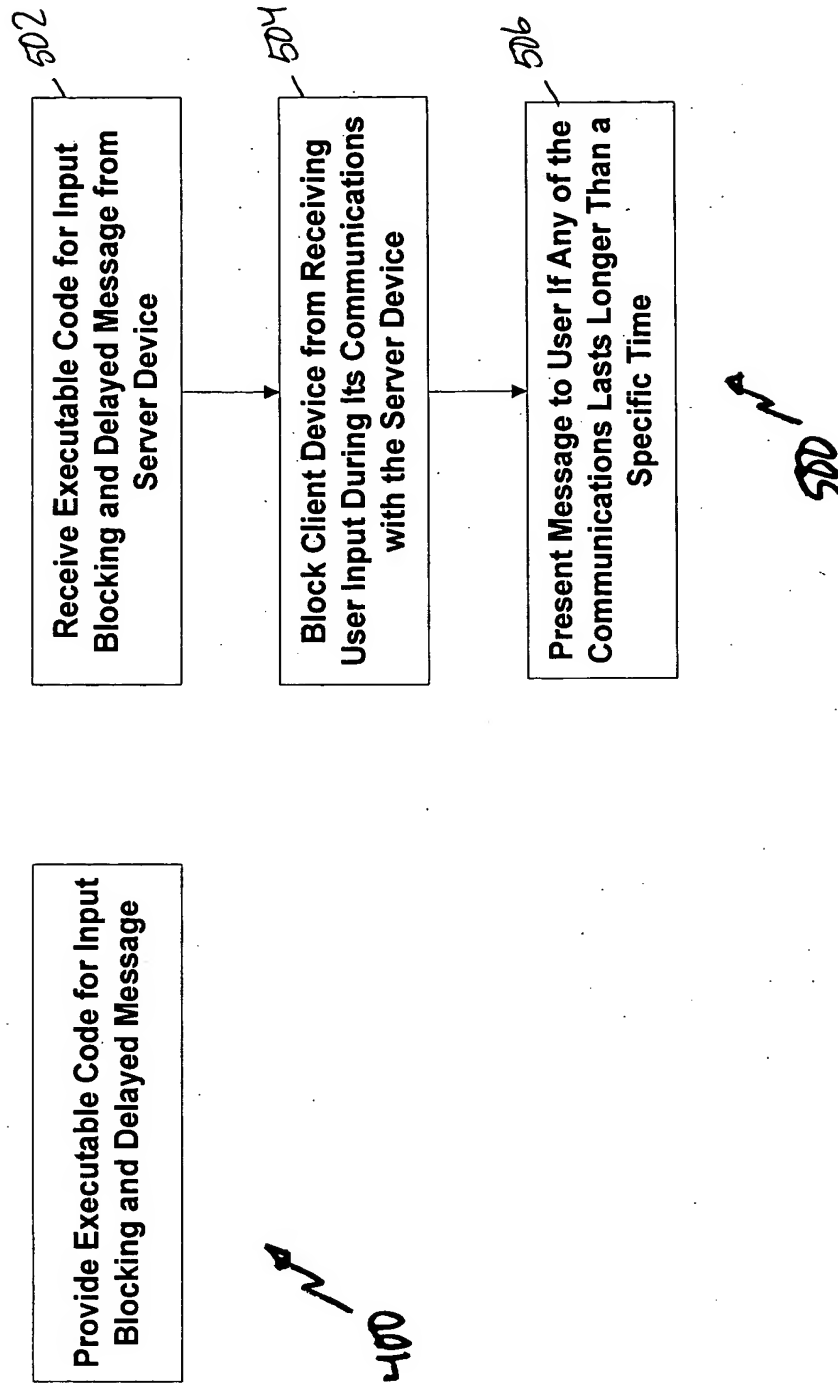 Provide Executable Code for Input
Blocking and Delayed Message
400
Receive Executable Code for Input
Blocking and Delayed Message from
Server Device
502
Block Client Device from Receiving
User Input During Its Communications
with the Server Device
504
Present Message to User If Any of the
Communications Lasts Longer Than a
Specific Time
506
500